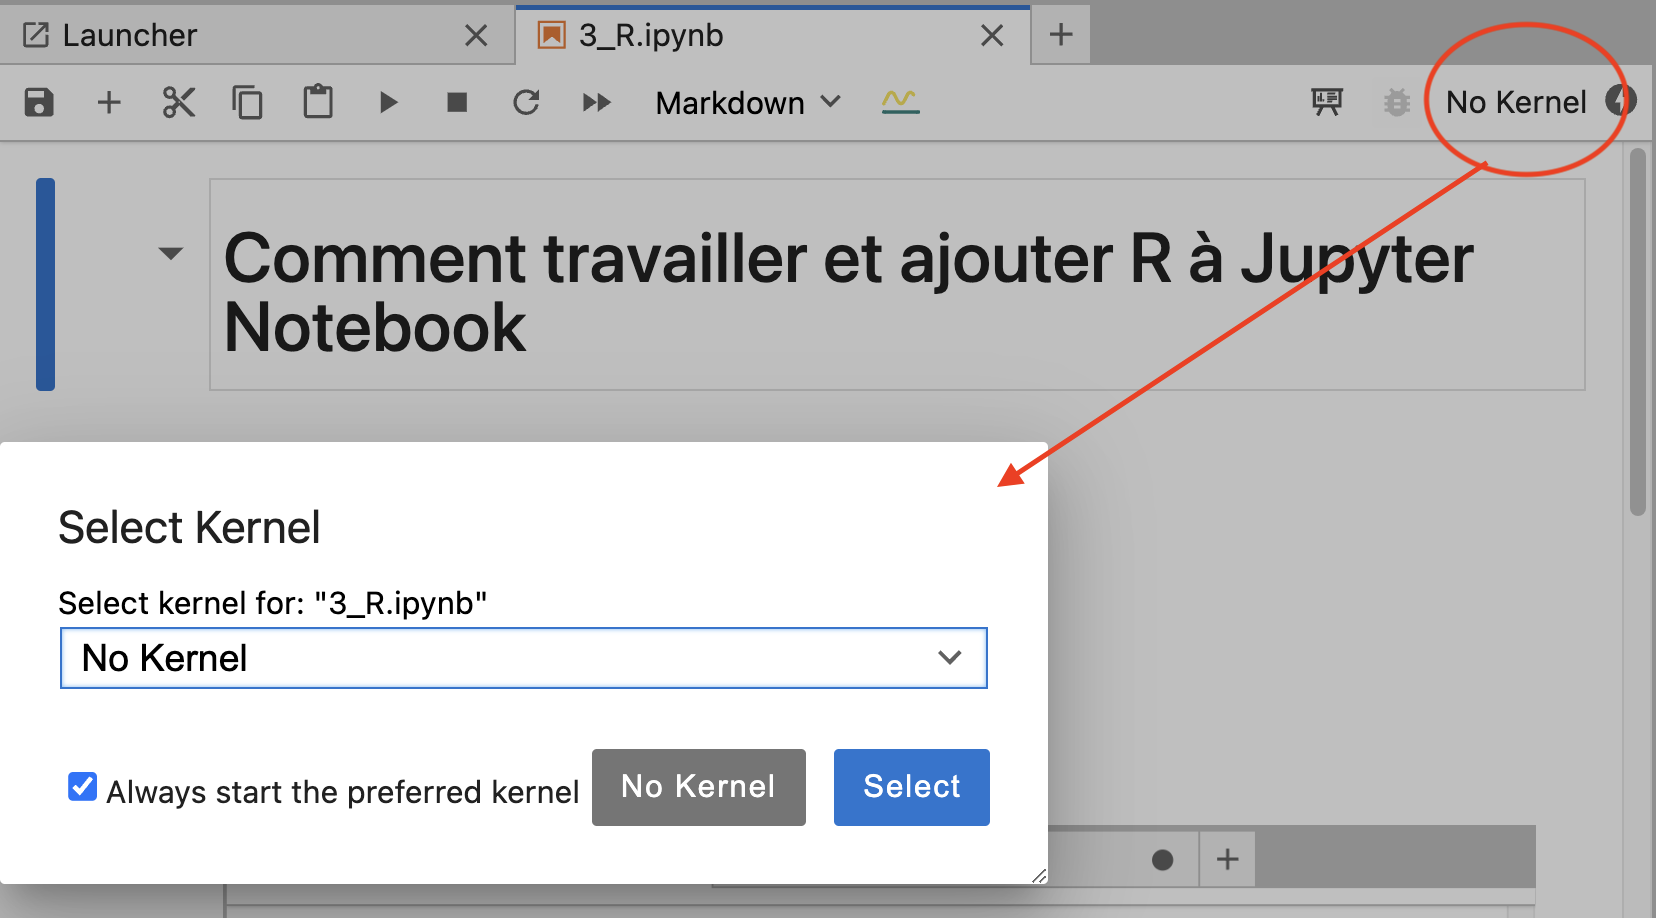 Launcher
3_R.ipynb
Markdown
No Kernel
Comment travailler et ajouter R à Jupyter
Notebook
Select Kernel
Select kernel for: "3_R.ipynb"
No Kernel
Always start the preferred kernel
No Kernel
Select